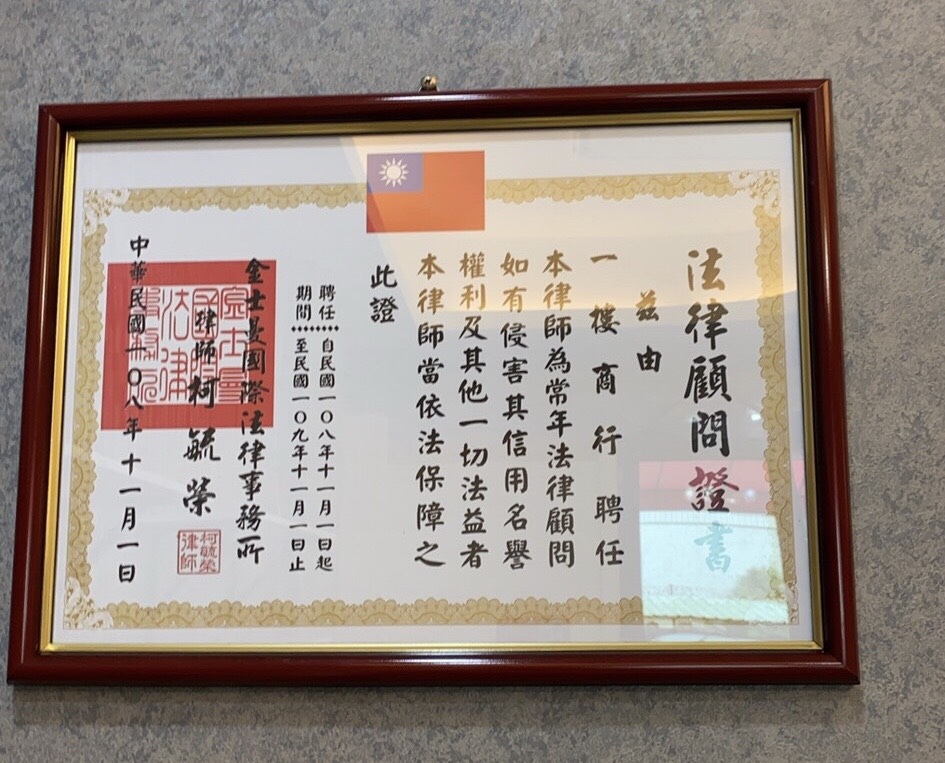 法律顧問證書
茲由
一樓商行聘任
本律師為常年法律顧問
如有侵害其信用名譽
權利及其他一切法益者
本律師當依法保障之
此證
聘任自民國一〇八年十一月一日起
期間至民國一〇九年十一月一日止
金士曼國際法律事務所
律師柯毓榮
柯毓榮律師
中華民國一〇八年十一月一日